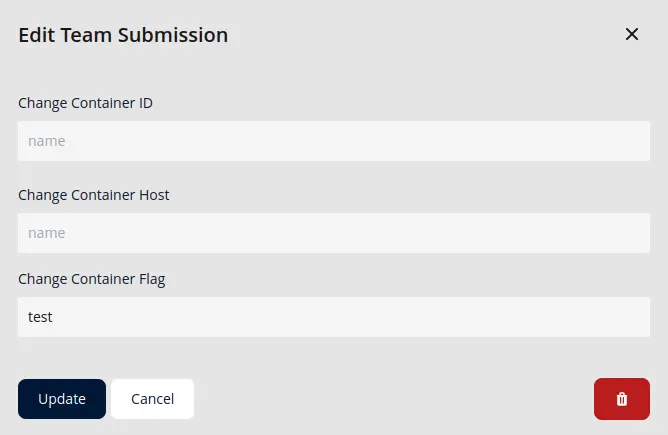 Edit Team Submission
Change Container ID
name
Change Container Host
name
Change Container Flag
test
Update Cancel